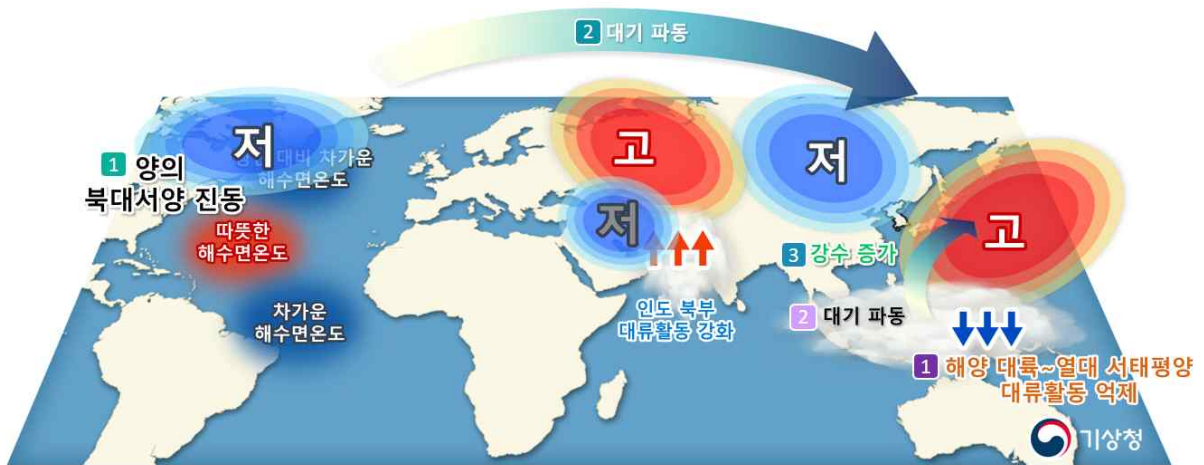 2 대기 파동
저
고
저
1 양의
북대서양 진동
대비 차가운
해수면온도
저
고
따뜻한
해수면온도
3 강수 증가
차가운
해수면온도
인도 북부
대류활동 강화
2 대기 파동
1 해양 대륙~열대 서태평양
대류활동 억제
기상청